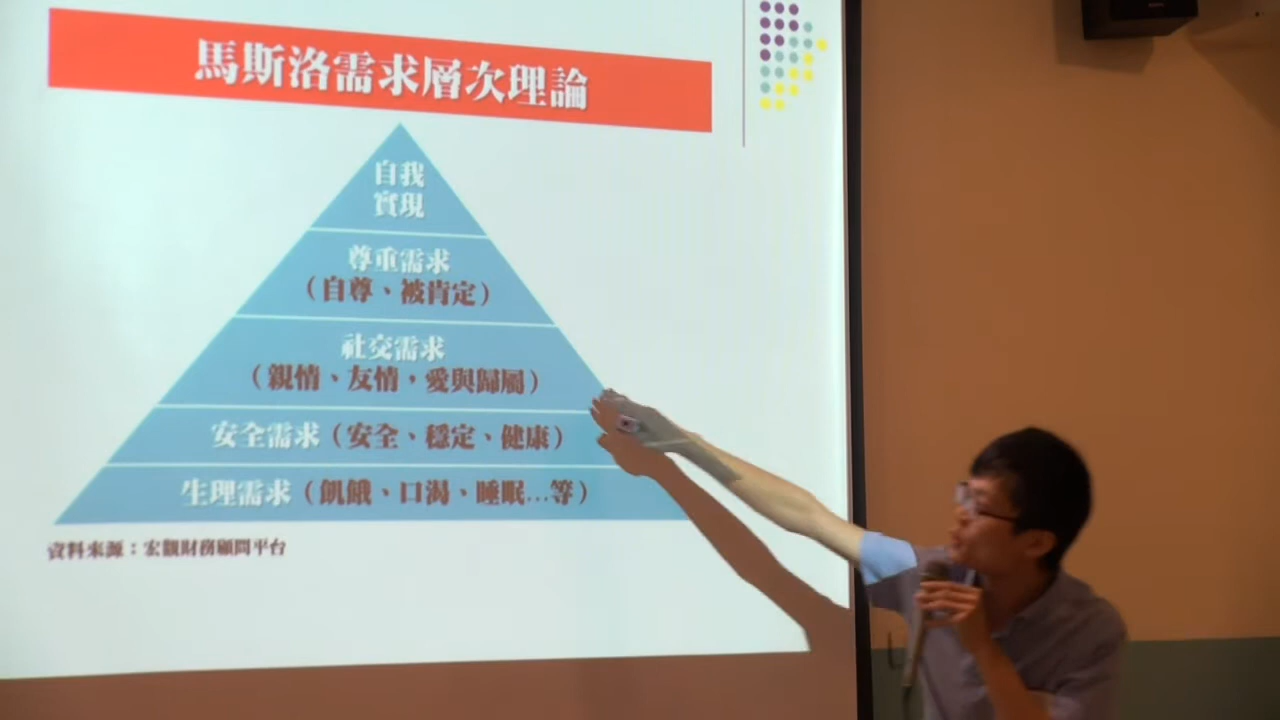 馬斯洛需求層次理論
自我
實現
尊重需求
（自尊、被肯定）
社交需求
（親情、友情，愛與歸屬）
安全需求（安全、穩定、健康）
生理需求（飢餓、口渴、睡眠...等）
資料來源：宏觀財務顧問平台